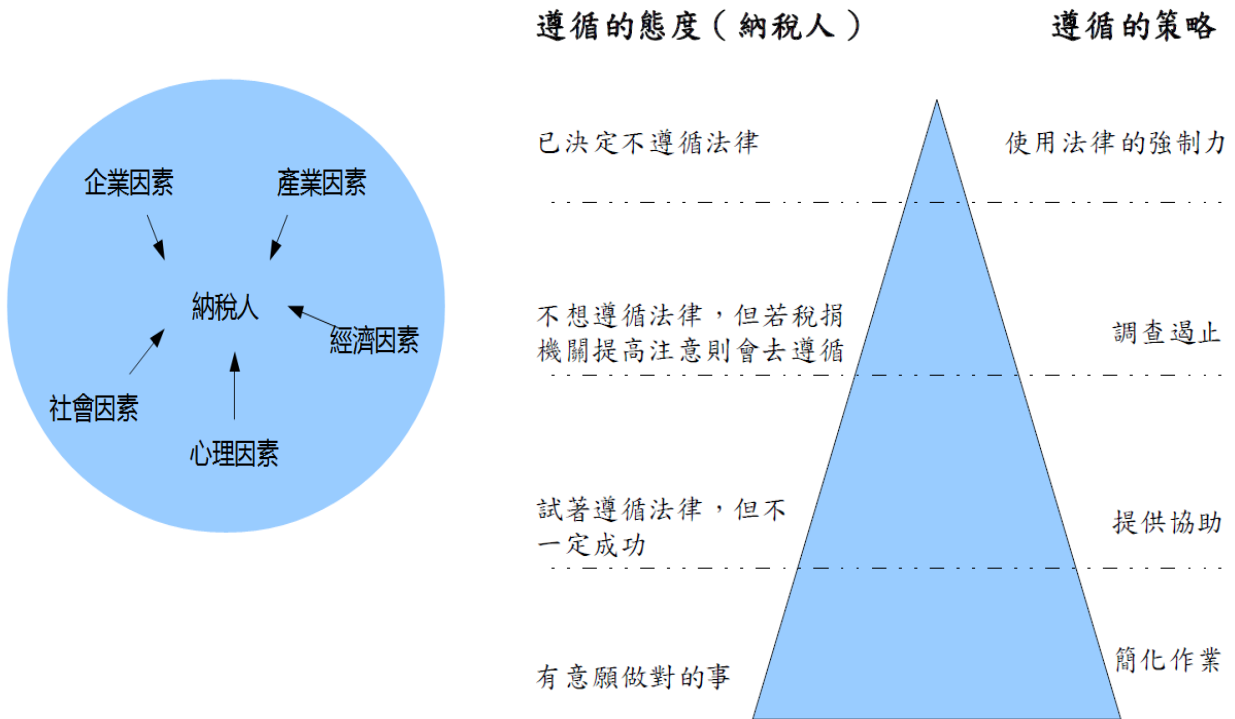 遵循的態度（納稅人）
遵循的策略
企業因素
產業因素
納稅人
經濟因素
社會因素
心理因素
已決定不遵循法律
使用法律的強制力
不想遵循法律，但若稅捐
機關提高注意則會去遵循
調查遏止
試著遵循法律，但不
一定成功
提供協助
有意願做對的事
簡化作業